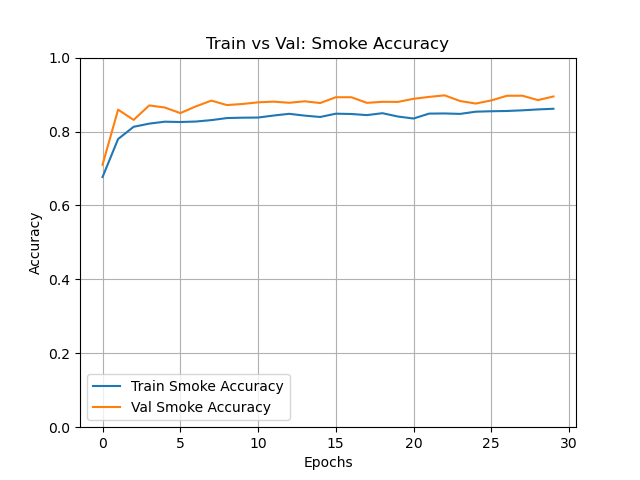 Train vs Val: Smoke Accuracy
1.0
0.8
0.6
0.4
0.2
0.0
Accuracy
Train Smoke Accuracy
Val Smoke Accuracy
0 5 10 15 20 25 30
Epochs